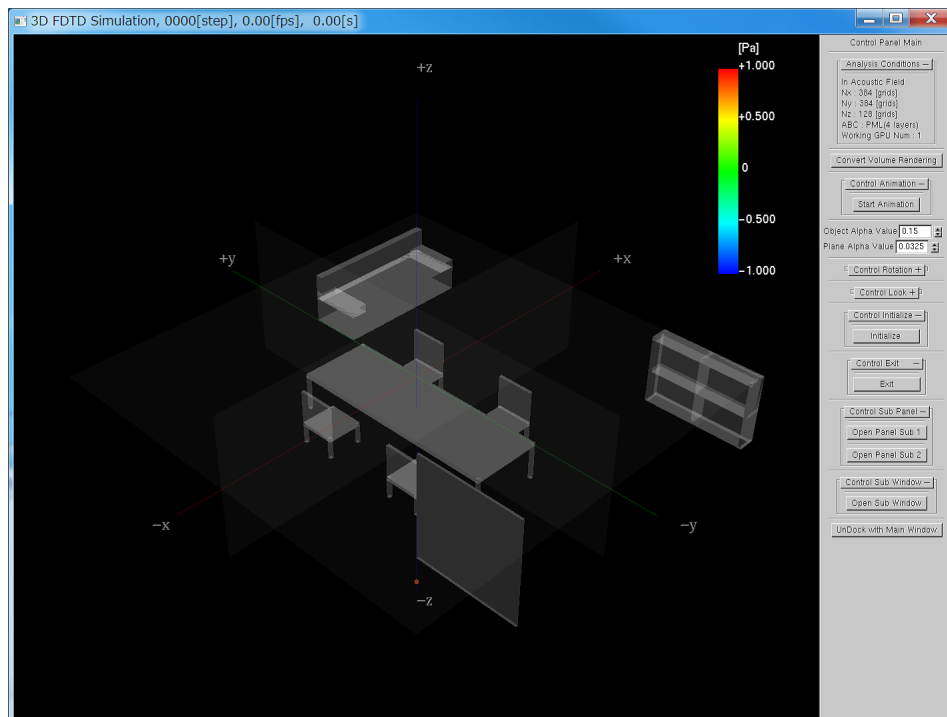 3D FDTD Simulation, 0000[step], 0.00[fps], 0.00[s]
[Pa]
+1.000
+0.500
0
-0.500
-1.000
+z
+y
+x
−x
−y
−z
Control Panel Main
Analysis Conditions −
In Acoustic Field
Nx : 384 [grids]
Ny : 384 [grids]
Nz : 128 [grids]
ABC : PML(4 layers)
Working GPU Num : 1
Convert Volume Rendering
Control Animation −
Start Animation
Object Alpha Value 0.15
Plane Alpha Value 0.0325
Control Rotation +
Control Look +
Control Initialize −
Initialize
Control Exit −
Exit
Control Sub Panel −
Open Panel Sub 1
Open Panel Sub 2
Control Sub Window −
Open Sub Window
UnDock with Main Window